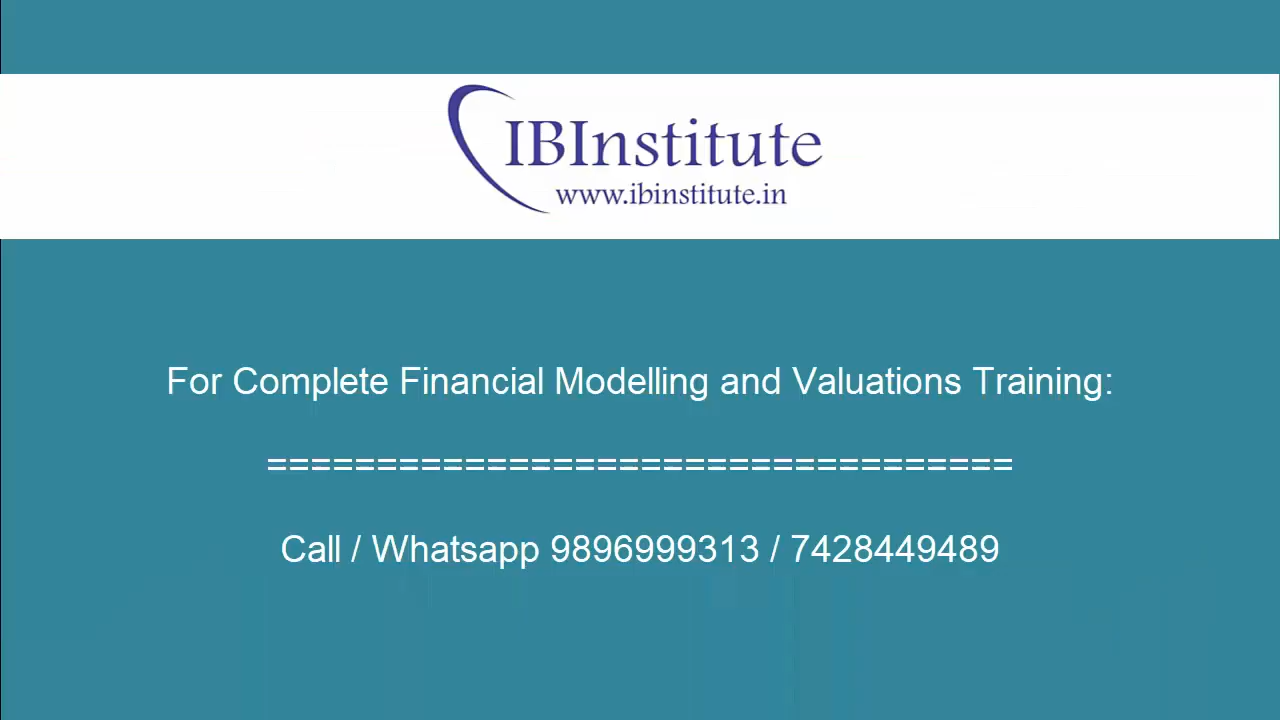 IBInstitute
www.ibinstitute.in
For Complete Financial Modelling and Valuations Training:
==================================
Call / Whatsapp 9896999313 / 7428449489